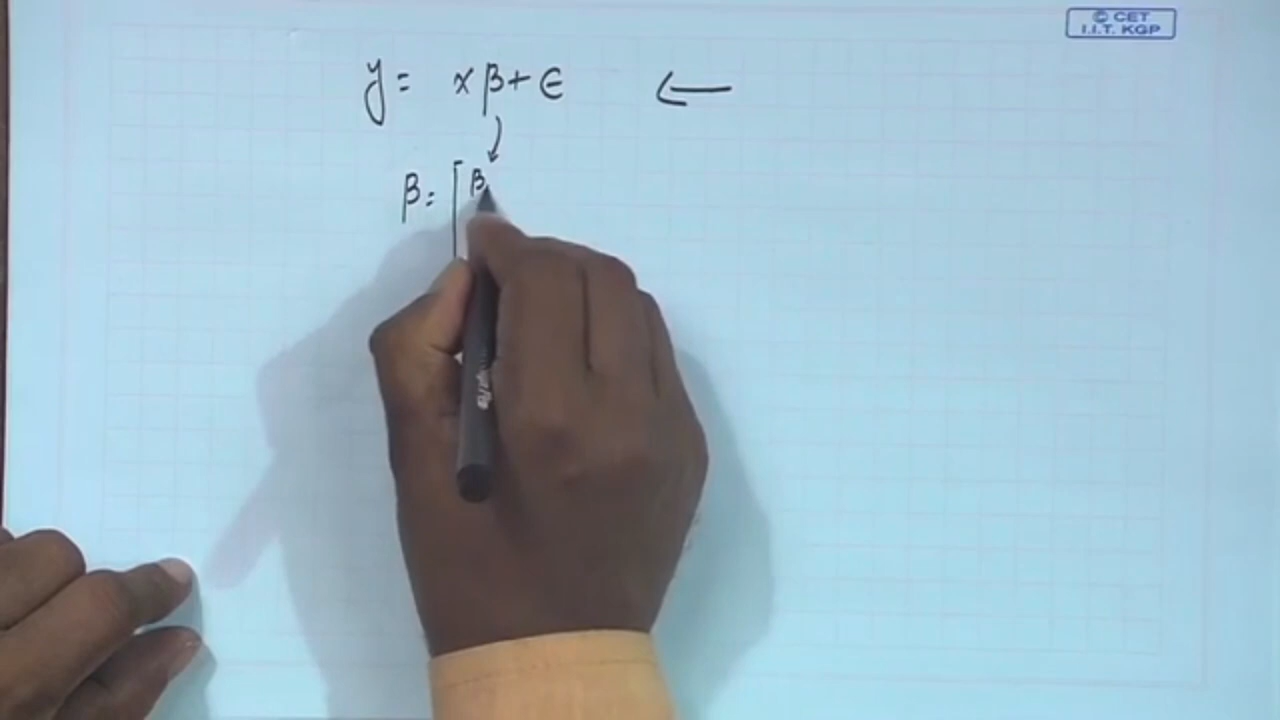 © CET
I.I.T. KGP
y = xβ + ε ←
β = [ β